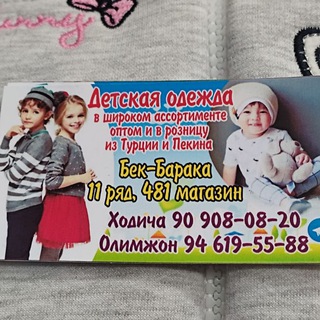 Детская одежда
в широком ассортименте
оптом и в розницу
из Турции и Пекина
Бек-Барака
11 ряд, 481 магазин
Ходича 90 908-08-20
Олимжон 94 619-55-88